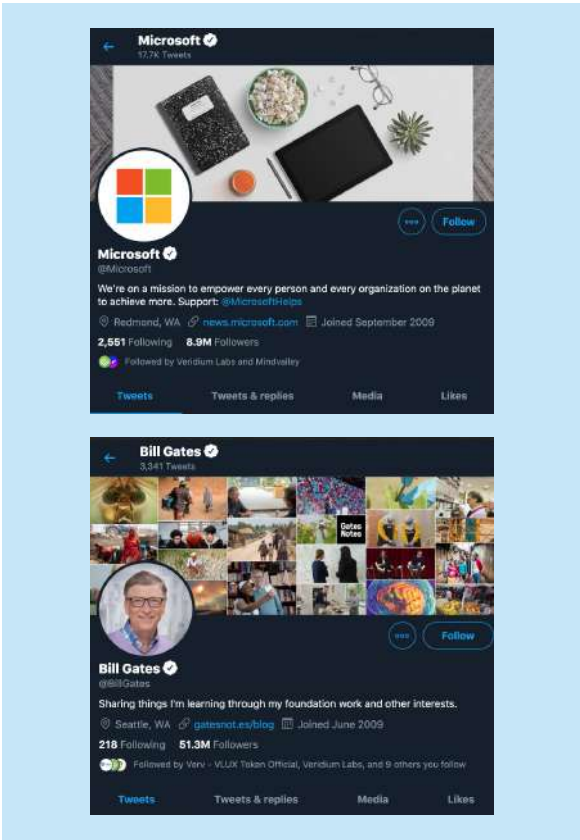 Microsoft
17.7K Tweets
Follow
Microsoft
@Microsoft
We're on a mission to empower every person and every organization on the planet
to achieve more. Support: @MicrosoftHelps
Redmond, WA news.microsoft.com Joined September 2009
2,551 Following 8.9M Followers
Followed by Veridium Labs and Mindvalley
Tweets Tweets & replies Media Likes
Bill Gates
3,341 Tweets
Gates
Notes
Follow
Bill Gates
@BillGates
Sharing things I'm learning through my foundation work and other interests.
Seattle, WA gatesnot.es/blog Joined June 2009
218 Following 51.3M Followers
Followed by Verv - VLUX Token Official, Veridium Labs, and 9 others you follow
Tweets Tweets & replies Media Likes